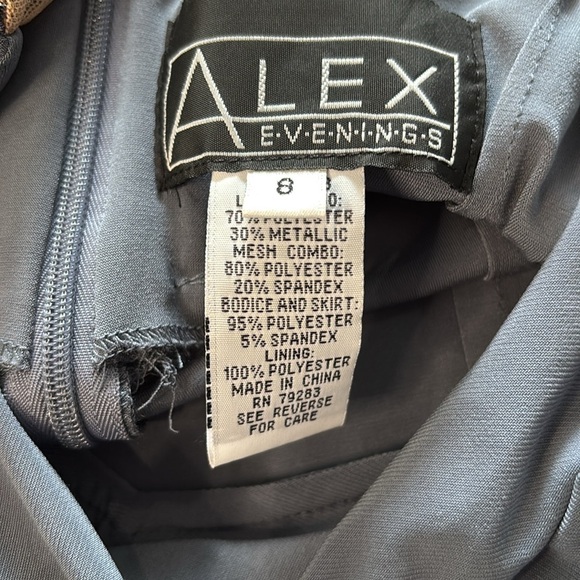 ALEX
E·V·E·N·I·N·G·S
8
70% POLYESTER
30% METALLIC
MESH COMBO:
80% POLYESTER
20% SPANDEX
BODICE AND SKIRT:
95% POLYESTER
5% SPANDEX
LINING:
100% POLYESTER
MADE IN CHINA
RN 79283
SEE REVERSE
FOR CARE